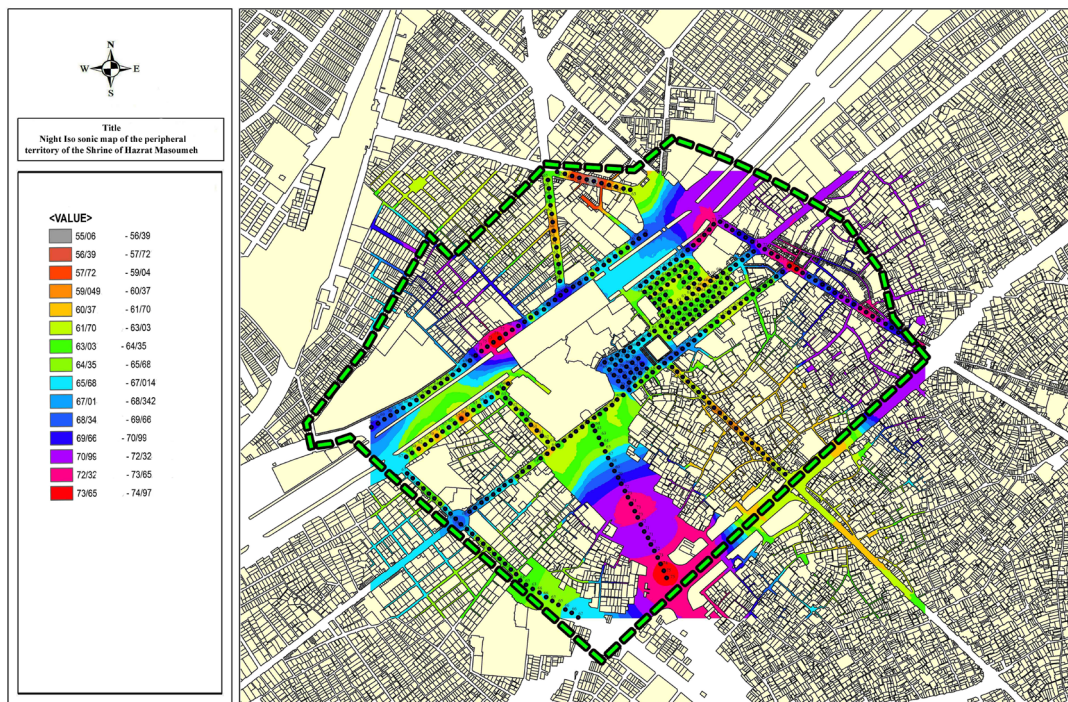 N
W E
S
Title
Night Iso sonic map of the peripheral
territory of the Shrine of Hazrat Masoumeh
<VALUE>
55/06 - 56/39
56/39 - 57/72
57/72 - 59/04
59/049 - 60/37
60/37 - 61/70
61/70 - 63/03
63/03 - 64/35
64/35 - 65/68
65/68 - 67/014
67/01 - 68/342
68/34 - 69/66
69/66 - 70/99
70/99 - 72/32
72/32 - 73/65
73/65 - 74/97